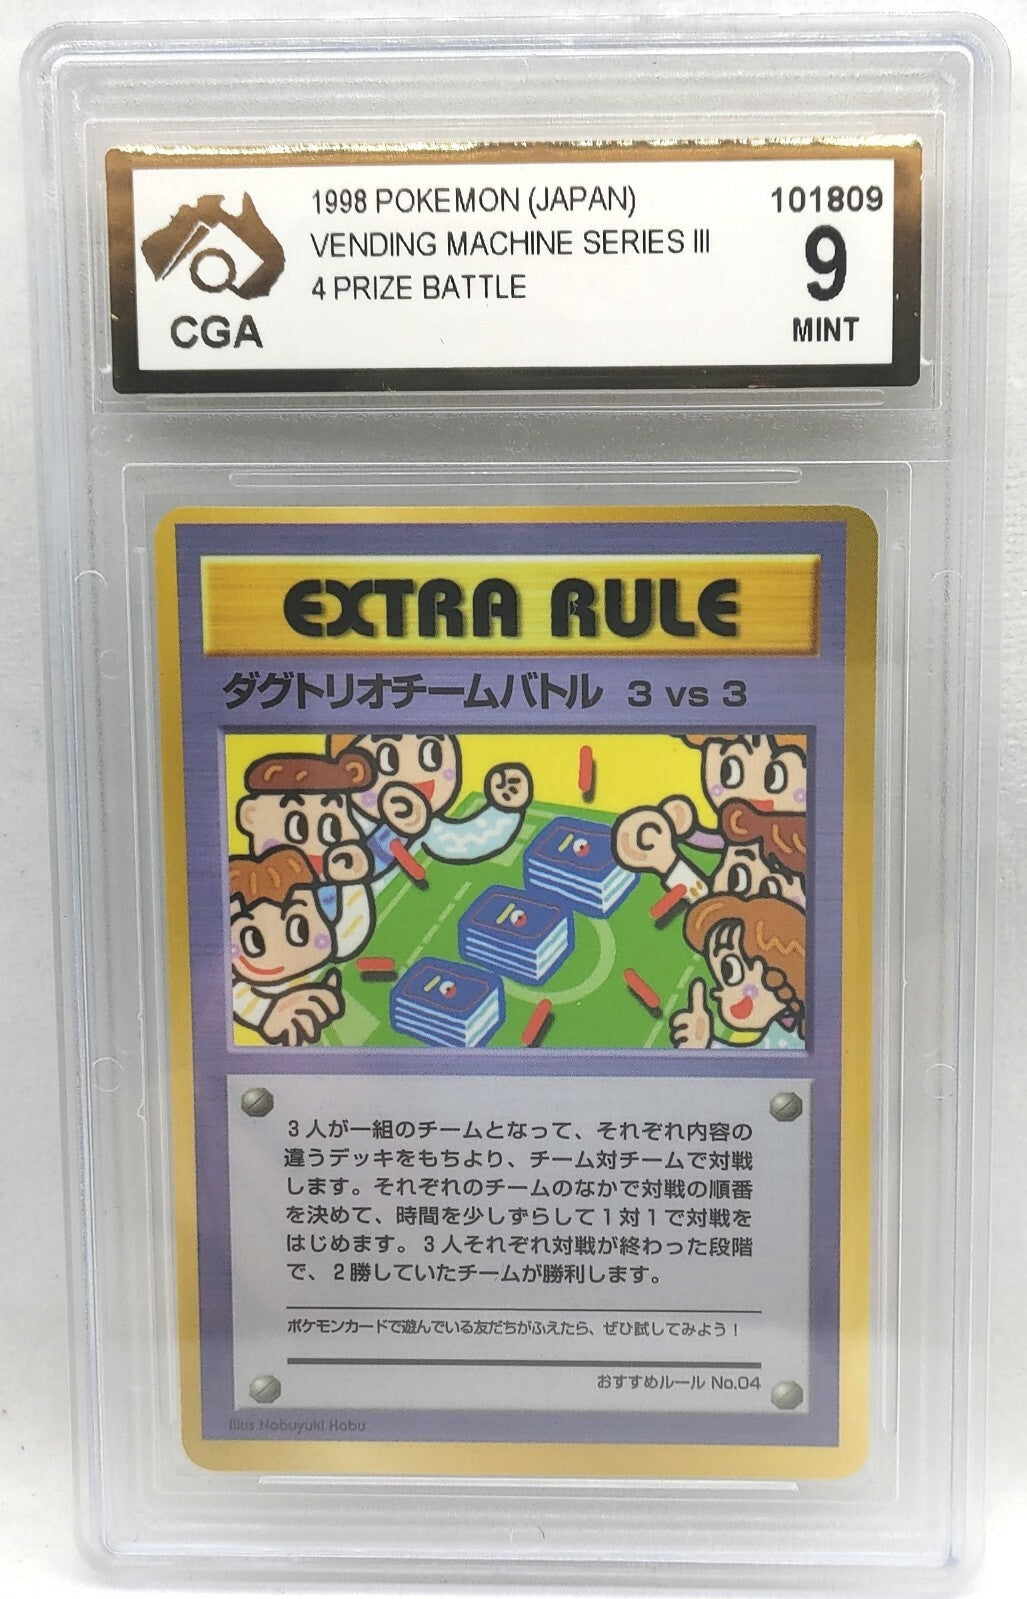 1998 POKEMON (JAPAN)
VENDING MACHINE SERIES III
4 PRIZE BATTLE
101809
9
MINT
CGA
EXTRA RULE
ダグトリオチームバトル 3 vs 3
3人が一組のチームとなって、それぞれ内容の
違うデッキをもちより、チーム対チームで対戦
します。それぞれのチームのなかで対戦の順番
を決めて、時間を少しずらして1対1で対戦を
はじめます。3人それぞれ対戦が終わった段階
で、2勝していたチームが勝利します。
ポケモンカードで遊んでいる友だちがふえたら、ぜひ試してみよう！
おすすめルール No.04
Illus.Nobuyuki Habu